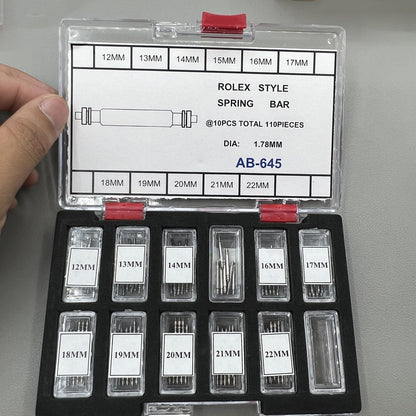 12MM 13MM 14MM 15MM 16MM 17MM
ROLEX STYLE
SPRING BAR
@10PCS TOTAL 110PIECES
DIA: 1.78MM
AB-645
18MM 19MM 20MM 21MM 22MM
12MM 13MM 14MM 16MM 17MM
18MM 19MM 20MM 21MM 22MM